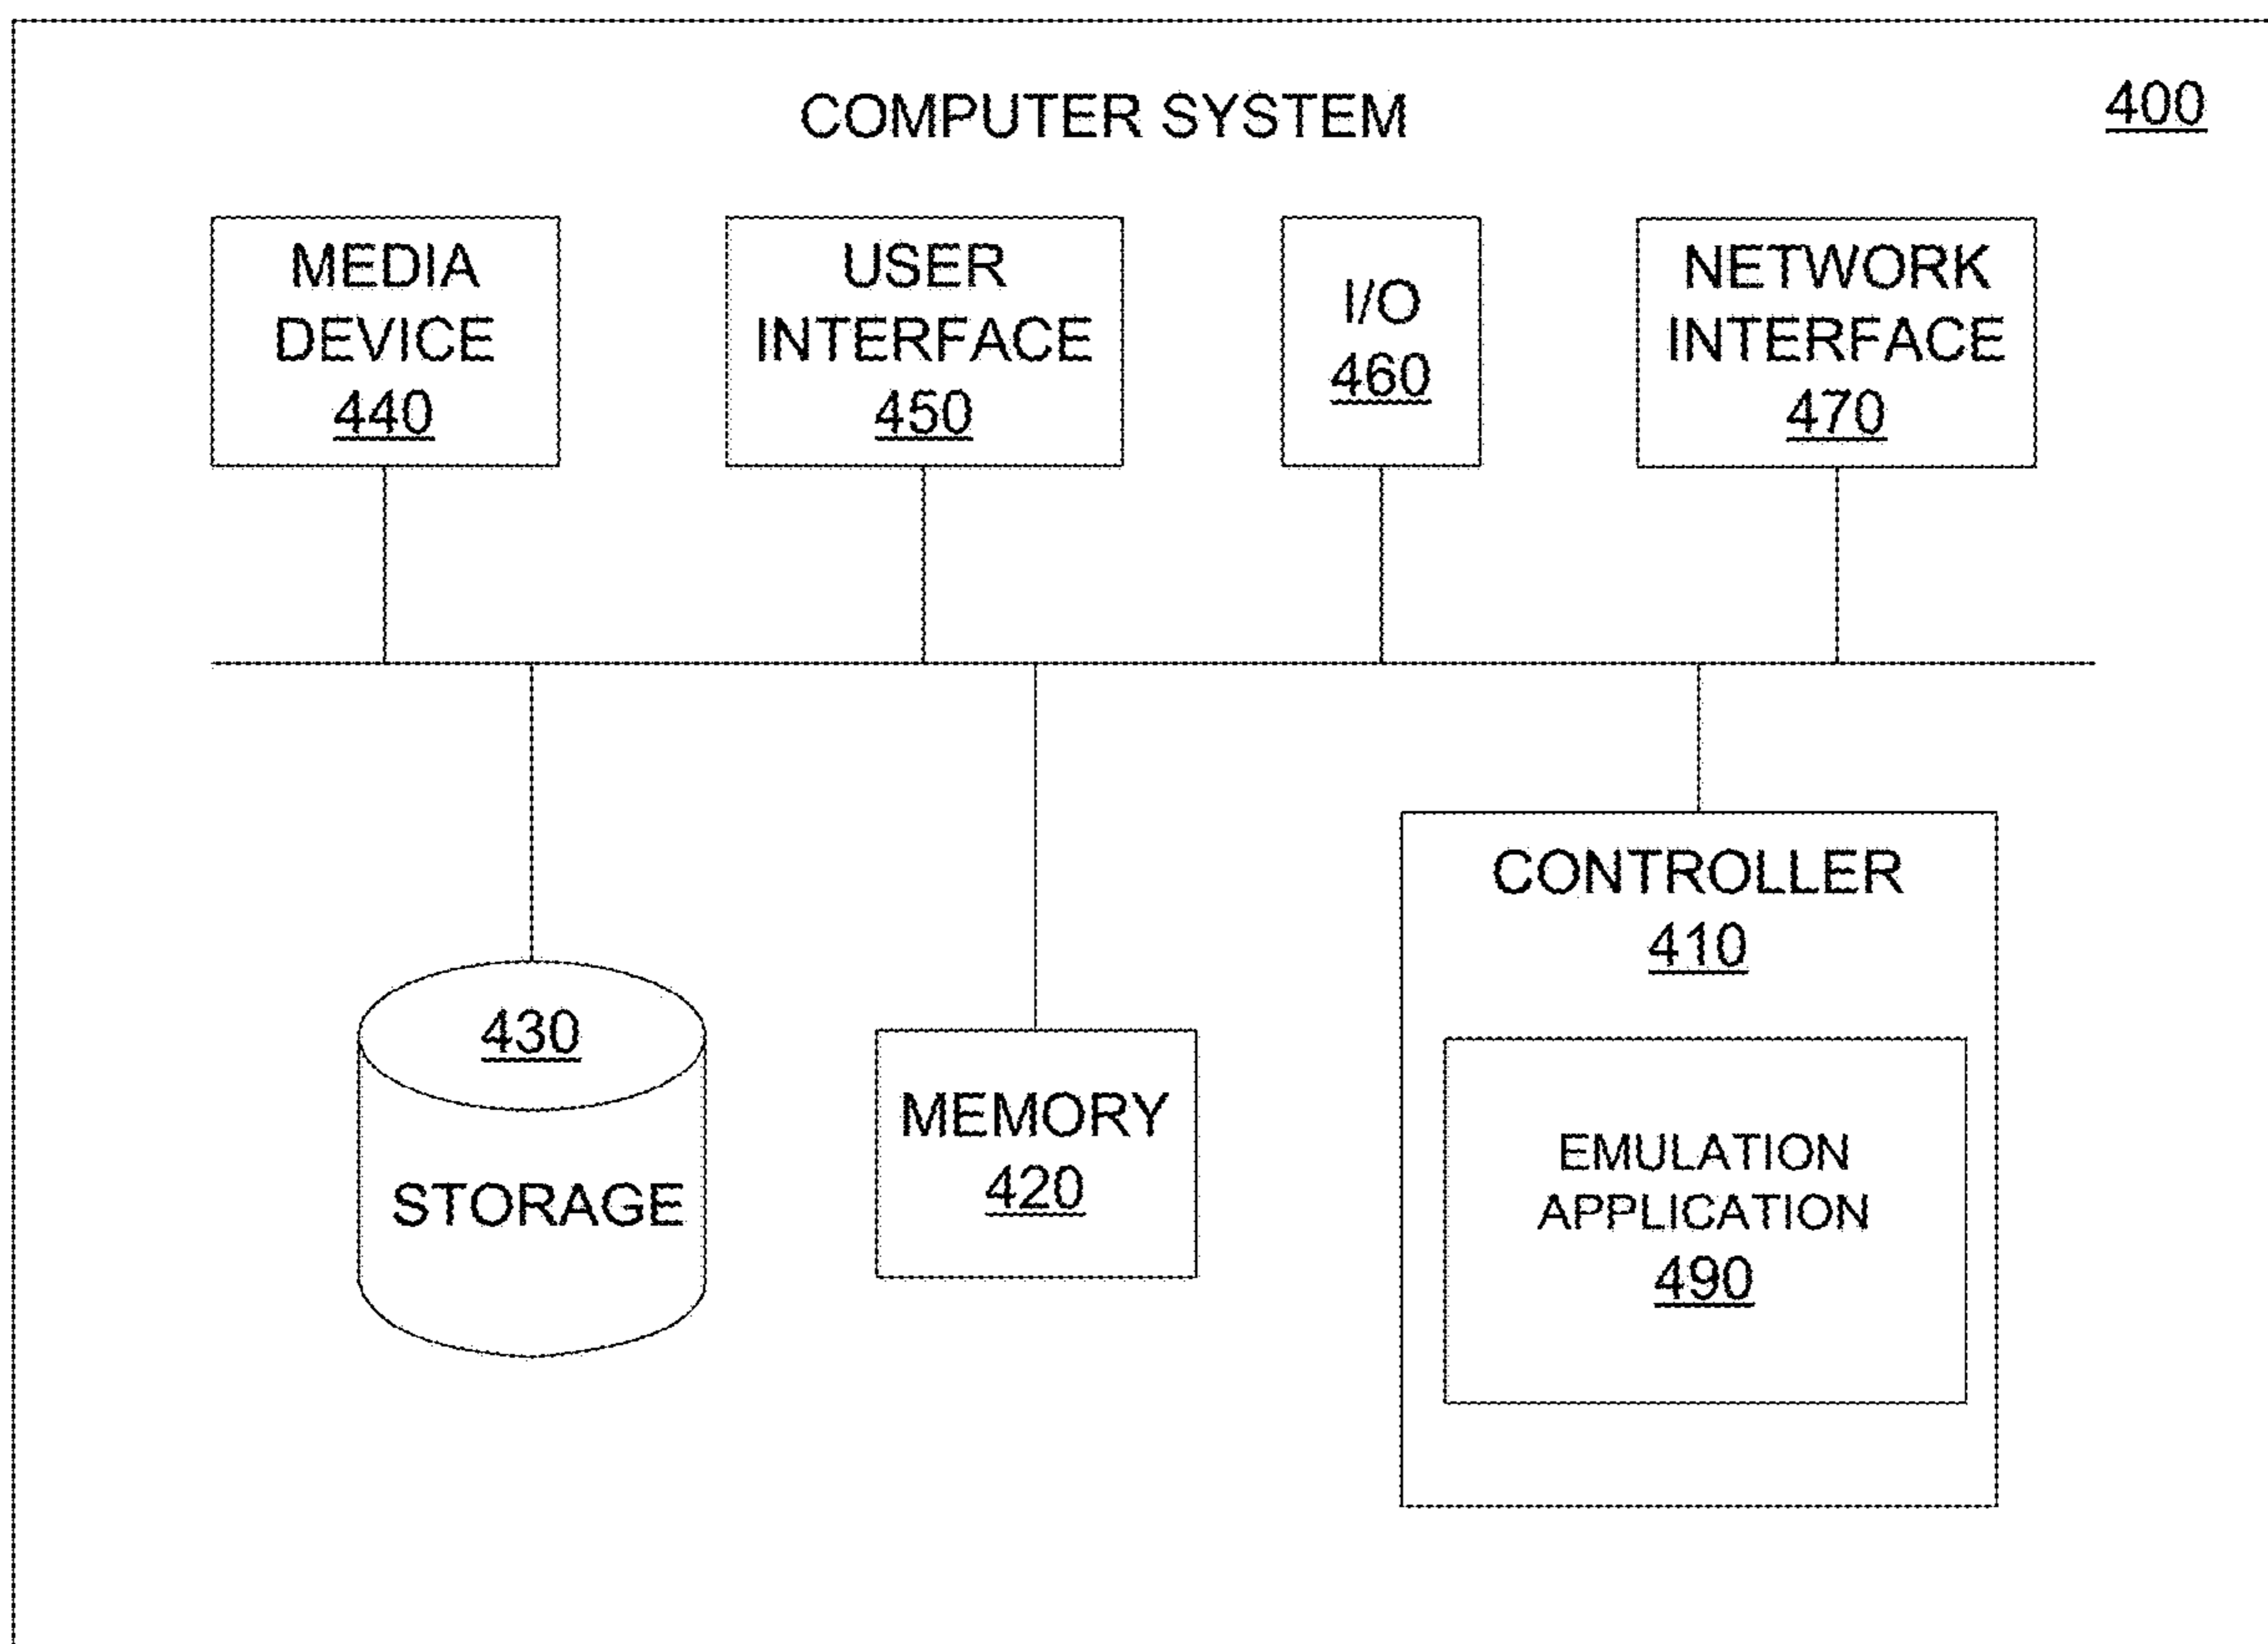 COMPUTER SYSTEM
400
MEDIA
DEVICE
440
USER
INTERFACE
450
I/O
460
NETWORK
INTERFACE
470
430
STORAGE
MEMORY
420
CONTROLLER
410
EMULATION
APPLICATION
490